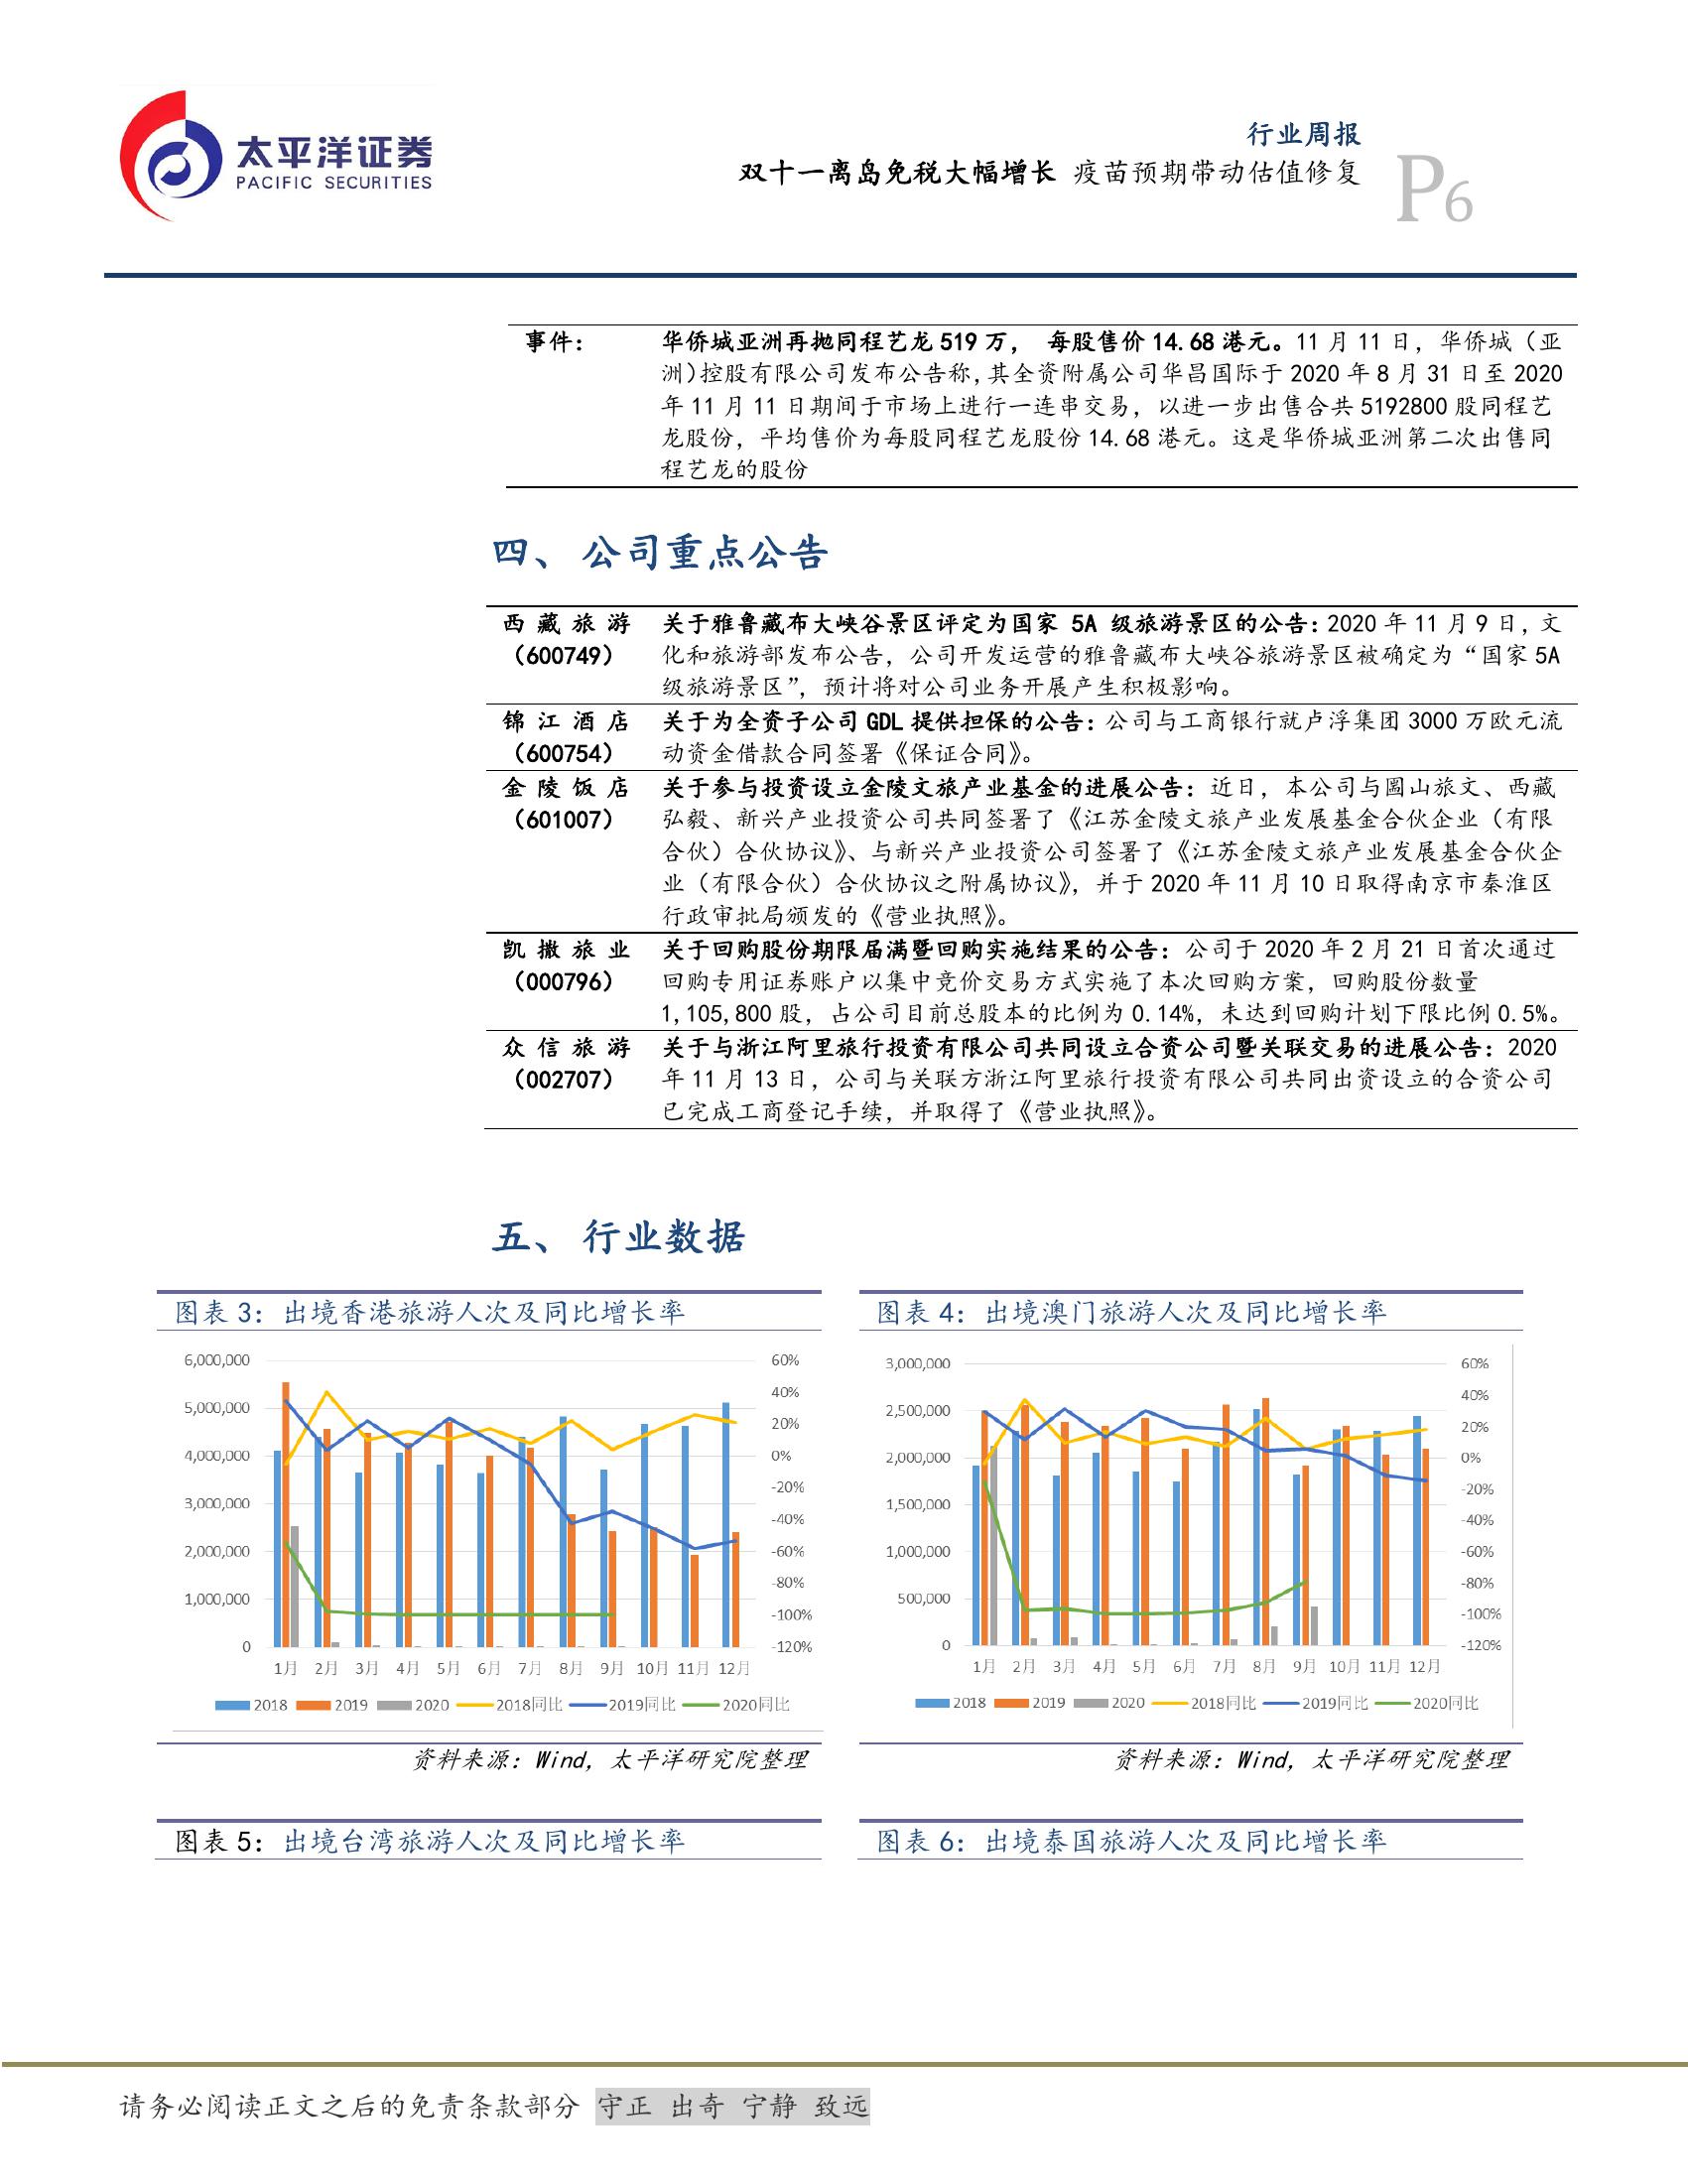 太平洋证券
PACIFIC SECURITIES
行业周报
双十一离岛免税大幅增长 疫苗预期带动估值修复
P6
事件： 华侨城亚洲再抛同程艺龙 519 万， 每股售价 14.68 港元。11 月 11 日，华侨城（亚
洲）控股有限公司发布公告称，其全资附属公司华昌国际于 2020 年 8 月 31 日至 2020
年 11 月 11 日期间于市场上进行一连串交易，以进一步出售合共 5192800 股同程艺
龙股份，平均售价为每股同程艺龙股份 14.68 港元。这是华侨城亚洲第二次出售同
程艺龙的股份
四、 公司重点公告
西藏旅游 关于雅鲁藏布大峡谷景区评定为国家 5A 级旅游景区的公告：2020 年 11 月 9 日，文
（600749） 化和旅游部发布公告，公司开发运营的雅鲁藏布大峡谷旅游景区被确定为“国家 5A
级旅游景区”，预计将对公司业务开展产生积极影响。
锦江酒店 关于为全资子公司 GDL 提供担保的公告：公司与工商银行就卢浮集团 3000 万欧元流
（600754） 动资金借款合同签署《保证合同》。
金陵饭店 关于参与投资设立金陵文旅产业基金的进展公告：近日，本公司与圌山旅文、西藏
（601007） 弘毅、新兴产业投资公司共同签署了《江苏金陵文旅产业发展基金合伙企业（有限
合伙）合伙协议》、与新兴产业投资公司签署了《江苏金陵文旅产业发展基金合伙企
业（有限合伙）合伙协议之附属协议》，并于 2020 年 11 月 10 日取得南京市秦淮区
行政审批局颁发的《营业执照》。
凯撒旅业 关于回购股份期限届满暨回购实施结果的公告：公司于 2020 年 2 月 21 日首次通过
（000796） 回购专用证券账户以集中竞价交易方式实施了本次回购方案，回购股份数量
1,105,800 股，占公司目前总股本的比例为 0.14%，未达到回购计划下限比例 0.5%。
众信旅游 关于与浙江阿里旅行投资有限公司共同设立合资公司暨关联交易的进展公告：2020
（002707） 年 11 月 13 日，公司与关联方浙江阿里旅行投资有限公司共同出资设立的合资公司
已完成工商登记手续，并取得了《营业执照》。
五、 行业数据
图表 3：出境香港旅游人次及同比增长率
6,000,000 60%
5,000,000 40%
4,000,000 20%
3,000,000 0%
2,000,000 -20%
1,000,000 -40%
0 -60%
-80%
-100%
-120%
1月 2月 3月 4月 5月 6月 7月 8月 9月 10月 11月 12月
2018 2019 2020 2018同比 2019同比 2020同比
资料来源：Wind，太平洋研究院整理
图表 4：出境澳门旅游人次及同比增长率
3,000,000 60%
2,500,000 40%
2,000,000 20%
1,500,000 0%
1,000,000 -20%
500,000 -40%
0 -60%
-80%
-100%
-120%
1月 2月 3月 4月 5月 6月 7月 8月 9月 10月 11月 12月
2018 2019 2020 2018同比 2019同比 2020同比
资料来源：Wind，太平洋研究院整理
图表 5：出境台湾旅游人次及同比增长率
图表 6：出境泰国旅游人次及同比增长率
请务必阅读正文之后的免责条款部分 守正 出奇 宁静 致远